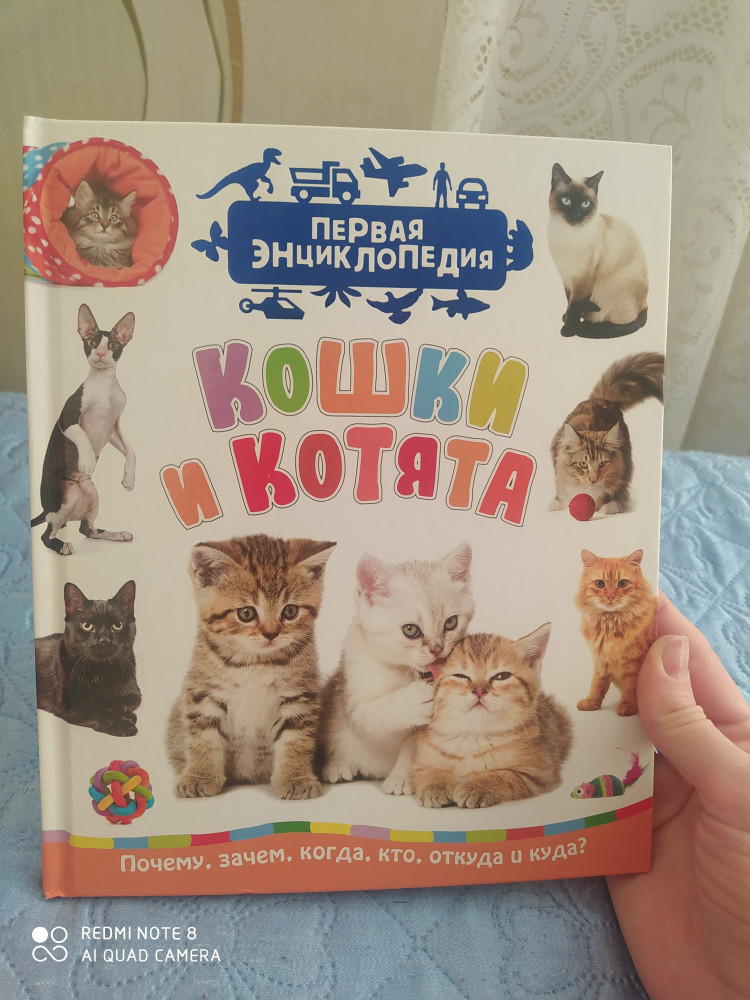 ПЕРВАЯ
ЭНЦИКЛОПЕДИЯ
КОШКИ
И КОТЯТА
Почему, зачем, когда, кто, откуда и куда?
REDMI NOTE 8
AI QUAD CAMERA